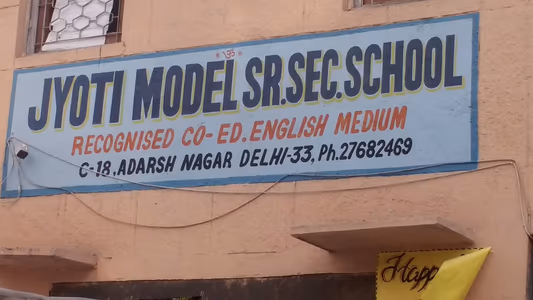 ॐ
JYOTI MODEL SR.SEC.SCHOOL
RECOGNISED CO-ED. ENGLISH MEDIUM
C-18, ADARSH NAGAR DELHI-33, Ph.27682469